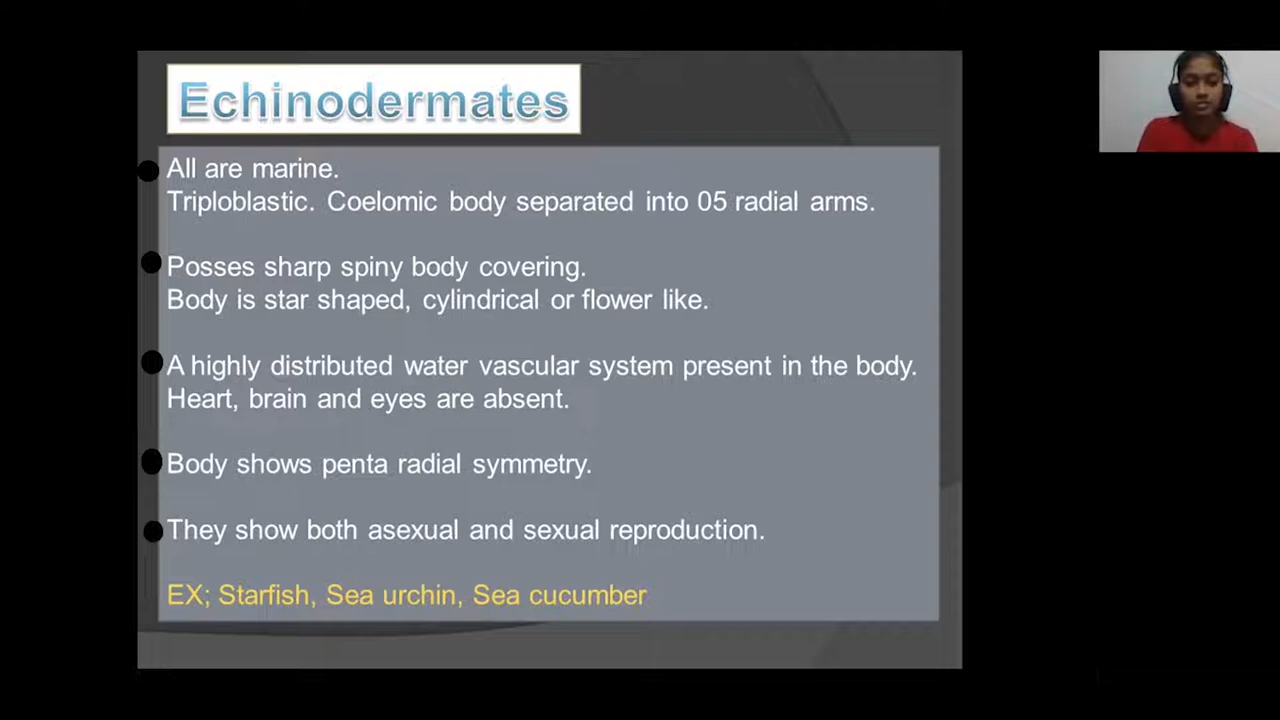 Echinodermates
All are marine.
Triploblastic. Coelomic body separated into 05 radial arms.
Posses sharp spiny body covering.
Body is star shaped, cylindrical or flower like.
A highly distributed water vascular system present in the body.
Heart, brain and eyes are absent.
Body shows penta radial symmetry.
They show both asexual and sexual reproduction.
EX; Starfish, Sea urchin, Sea cucumber